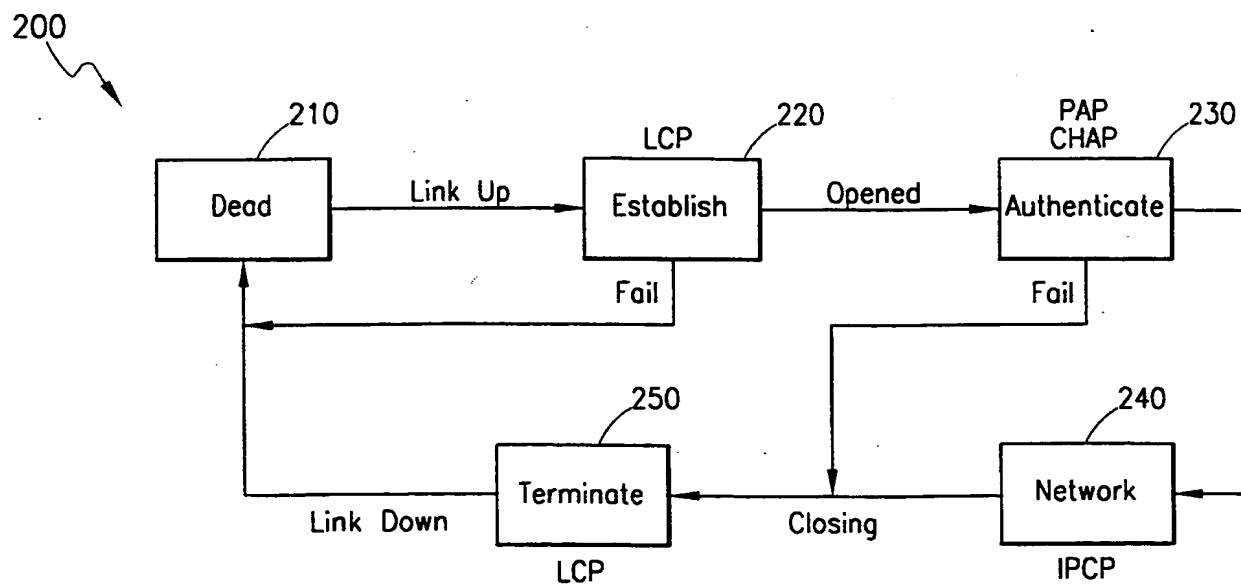 200
210
LCP
220
PAP
CHAP
230
Dead
Link Up
Establish
Opened
Authenticate
Fail
Fail
250
240
Terminate
Closing
Network
Link Down
LCP
IPCP